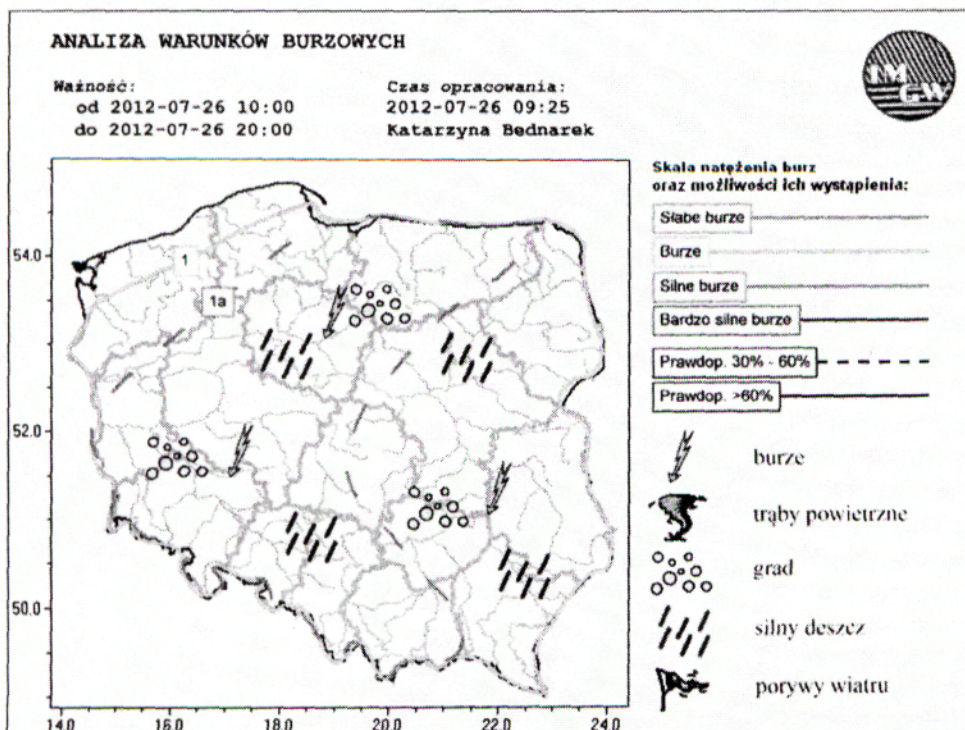 ANALIZA WARUNKÓW BURZOWYCH
Ważność:
od 2012-07-26 10:00
do 2012-07-26 20:00
Czas opracowania:
2012-07-26 09:25
Katarzyna Bednarek
IM
GW
Skala natężenia burz
oraz możliwości ich wystąpienia:
Słabe burze
Burze
Silne burze
Bardzo silne burze
Prawdop. 30% - 60%
Prawdop. >60%
burze
trąby powietrzne
grad
silny deszcz
porywy wiatru
1
1a
54.0
52.0
50.0
14.0 16.0 18.0 20.0 22.0 24.0